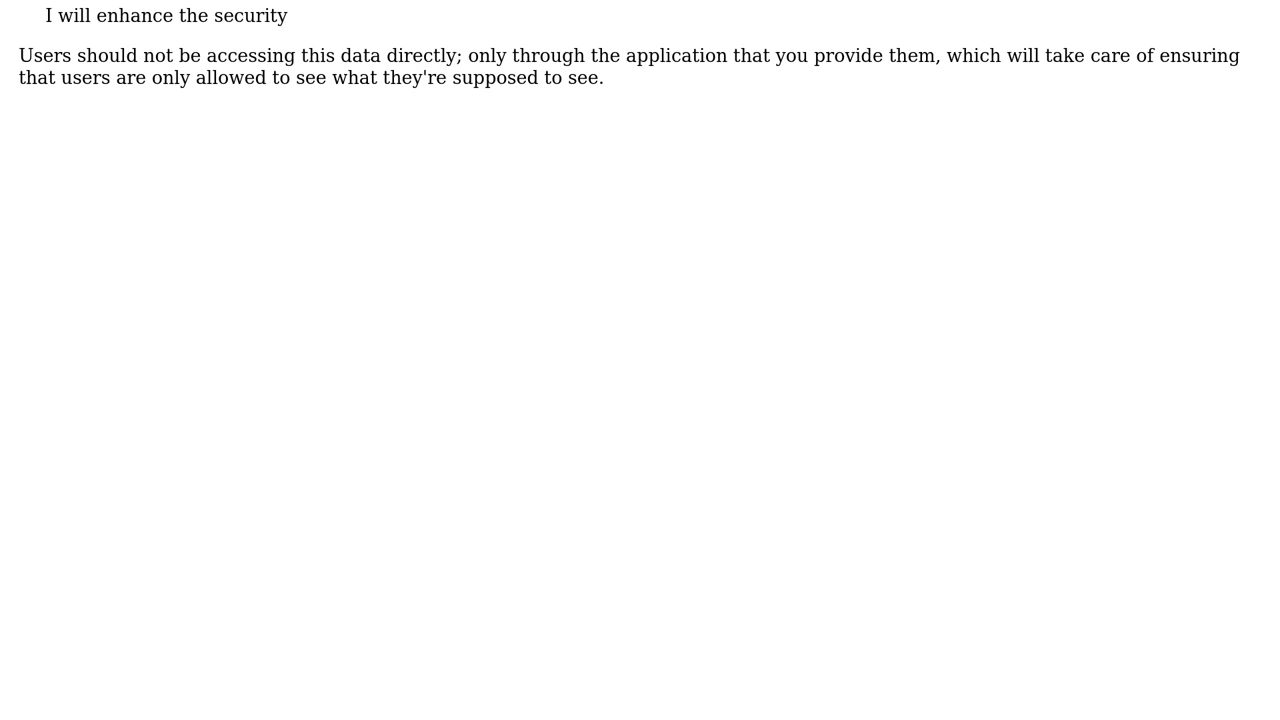 I will enhance the security
Users should not be accessing this data directly; only through the application that you provide them, which will take care of ensuring
that users are only allowed to see what they're supposed to see.